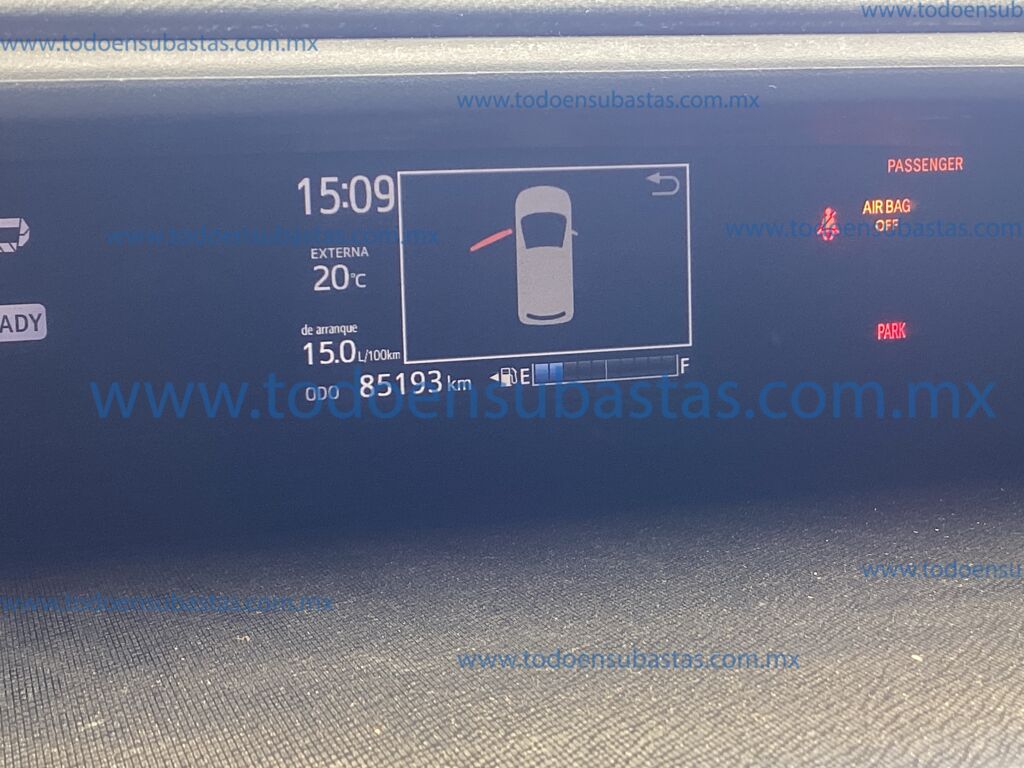 www.todoensub
www.todoensubastas.com.mx
www.todoensubastas.com.mx
PASSENGER
15:09
AIR BAG
OFF
www.todoensubastas.com.mx
www.todoensubastas.com.mx
EXTERNA
20°C
ADY
de arranque
15.0 L/100km
PARK
ODO 85193 km
E F
www.todoensubastas.com.mx
www.todoensub
www.todoensubastas.com.mx
www.todoensubastas.com.mx